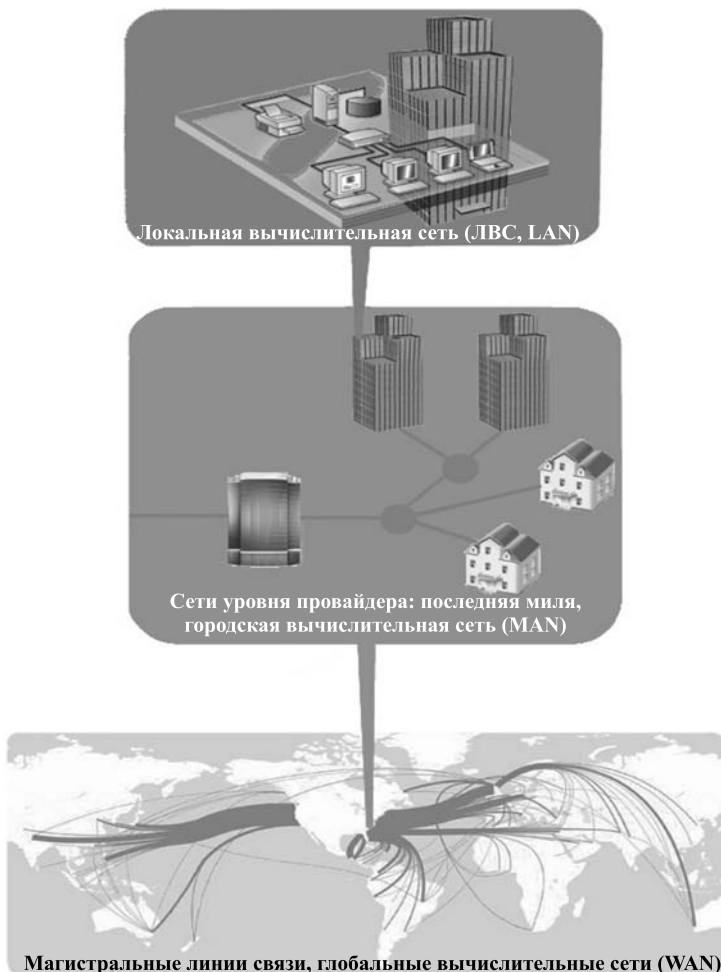 Локальная вычислительная сеть (ЛВС, LAN)
Сети уровня провайдера: последняя миля,
городская вычислительная сеть (MAN)
Магистральные линии связи, глобальные вычислительные сети (WAN)